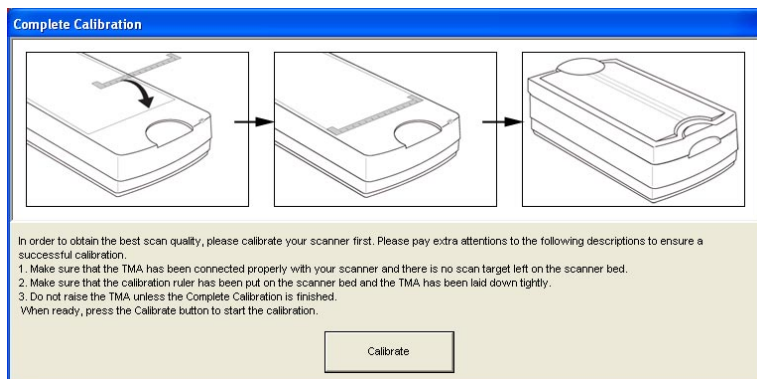 Complete Calibration
In order to obtain the best scan quality, please calibrate your scanner first. Please pay extra attentions to the following descriptions to ensure a
successful calibration.
1. Make sure that the TMA has been connected properly with your scanner and there is no scan target left on the scanner bed.
2. Make sure that the calibration ruler has been put on the scanner bed and the TMA has been laid down tightly.
3. Do not raise the TMA unless the Complete Calibration is finished.
When ready, press the Calibrate button to start the calibration.
Calibrate